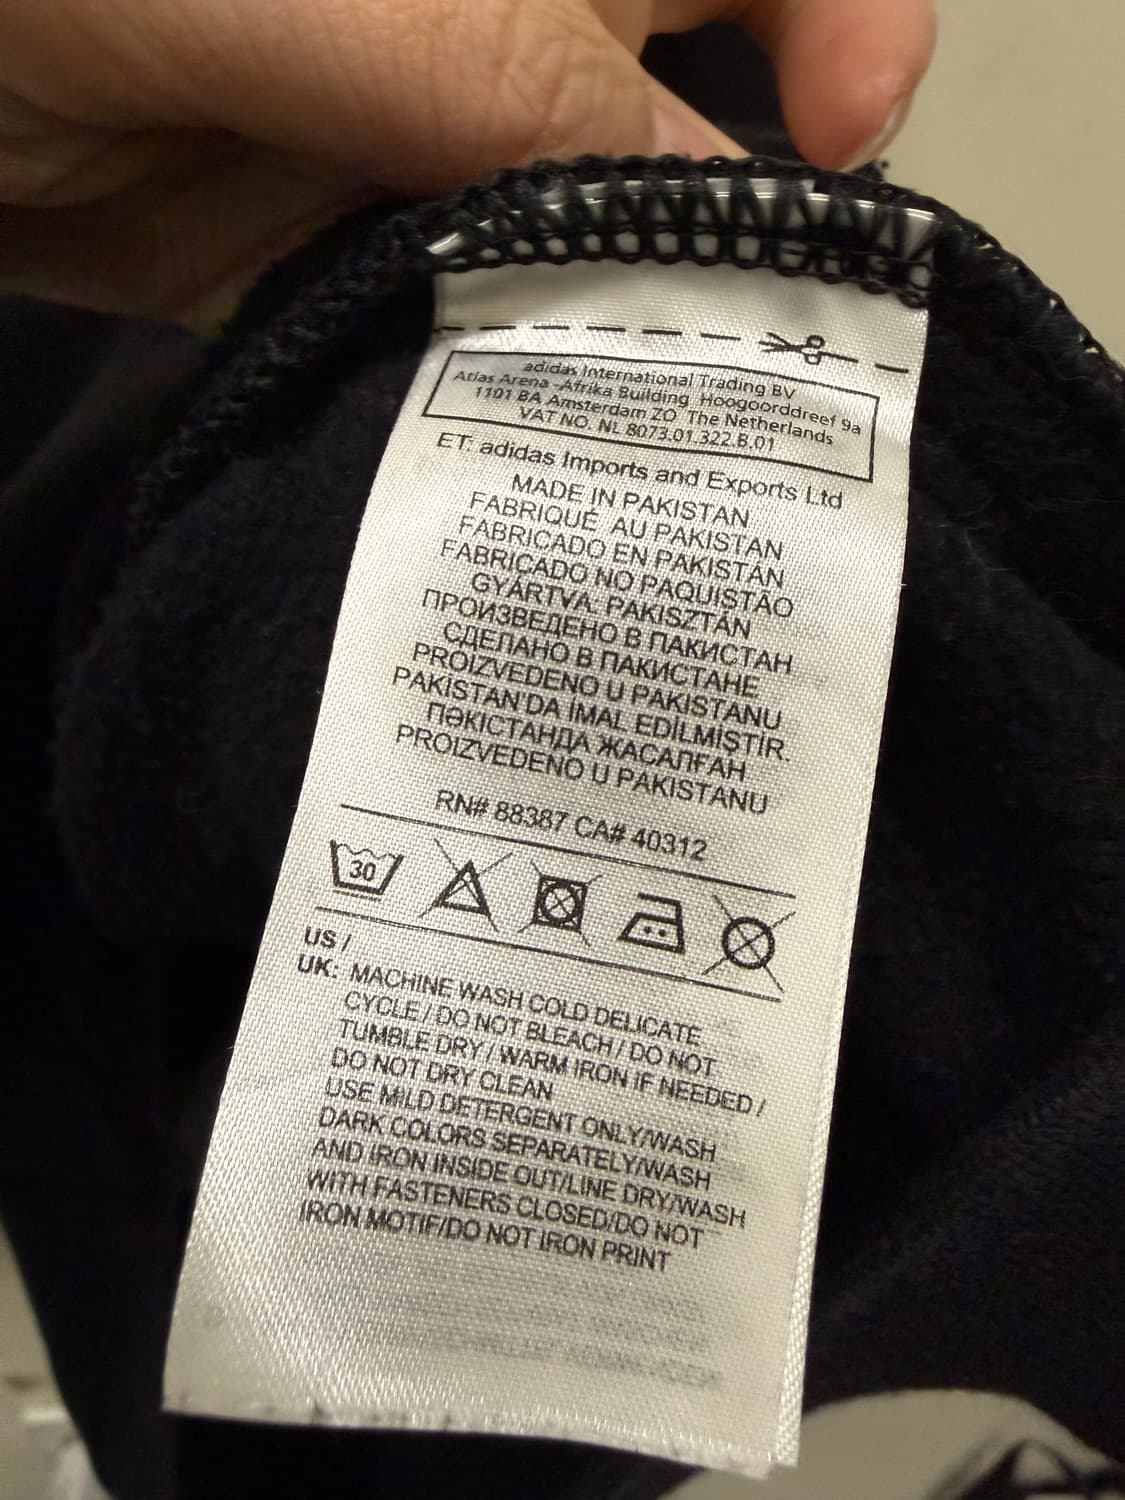 adidas International Trading BV
Atlas Arena -Afrika Building Hoogoorddreef 9a
1101 BA Amsterdam ZO The Netherlands
VAT NO. NL 8073.01.322.B.01
ET: adidas Imports and Exports Ltd
MADE IN PAKISTAN
FABRIQUÉ AU PAKISTAN
FABRICADO EN PAKISTÁN
FABRICADO NO PAQUISTÃO
GYÁRTVA: PAKISZTÁN
ПРОИЗВЕДЕНО В ПАКИСТАН
СДЕЛАНО В ПАКИСТАНЕ
PROIZVEDENO U PAKISTANU
PAKİSTAN'DA İMAL EDİLMİŞTİR.
ПӘКІСТАНДА ЖАСАЛҒАН
PROIZVEDENO U PAKISTANU
RN# 88387 CA# 40312
30
US /
UK: MACHINE WASH COLD DELICATE
CYCLE / DO NOT BLEACH / DO NOT
TUMBLE DRY / WARM IRON IF NEEDED /
DO NOT DRY CLEAN
USE MILD DETERGENT ONLY/WASH
DARK COLORS SEPARATELY/WASH
AND IRON INSIDE OUT/LINE DRY/WASH
WITH FASTENERS CLOSED/DO NOT
IRON MOTIF/DO NOT IRON PRINT